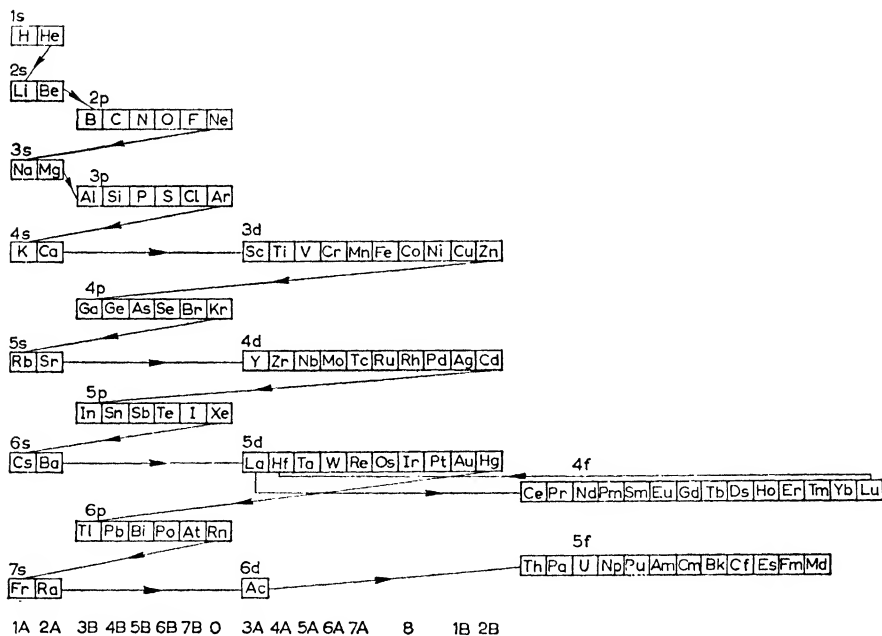 1s
H He
2s
Li Be
2p
B C N O F Ne
3s
Na Mg
3p
Al Si P S Cl Ar
4s
K Ca
3d
Sc Ti V Cr Mn Fe Co Ni Cu Zn
4p
Ga Ge As Se Br Kr
5s
Rb Sr
4d
Y Zr Nb Mo Tc Ru Rh Pd Ag Cd
5p
In Sn Sb Te I Xe
6s
Cs Ba
5d
La Hf Ta W Re Os Ir Pt Au Hg
4f
Ce Pr Nd Pm Sm Eu Gd Tb Ds Ho Er Tm Yb Lu
6p
Tl Pb Bi Po At Rn
7s
Fr Ra
6d
Ac
5f
Th Pa U Np Pu Am Cm Bk Cf Es Fm Md
1A 2A 3B 4B 5B 6B 7B O 3A 4A 5A 6A 7A 8 1B 2B